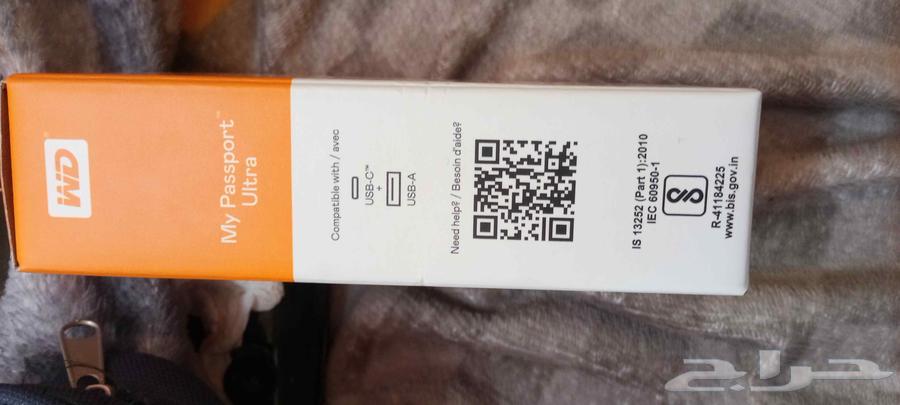 WD
My Passport™
Ultra
Compatible with / avec
USB-C™
+
USB-A
Need help? / Besoin d'aide?
IS 13252 (Part 1):2010
IEC 60950-1
R-41184225
www.bis.gov.in
حراج